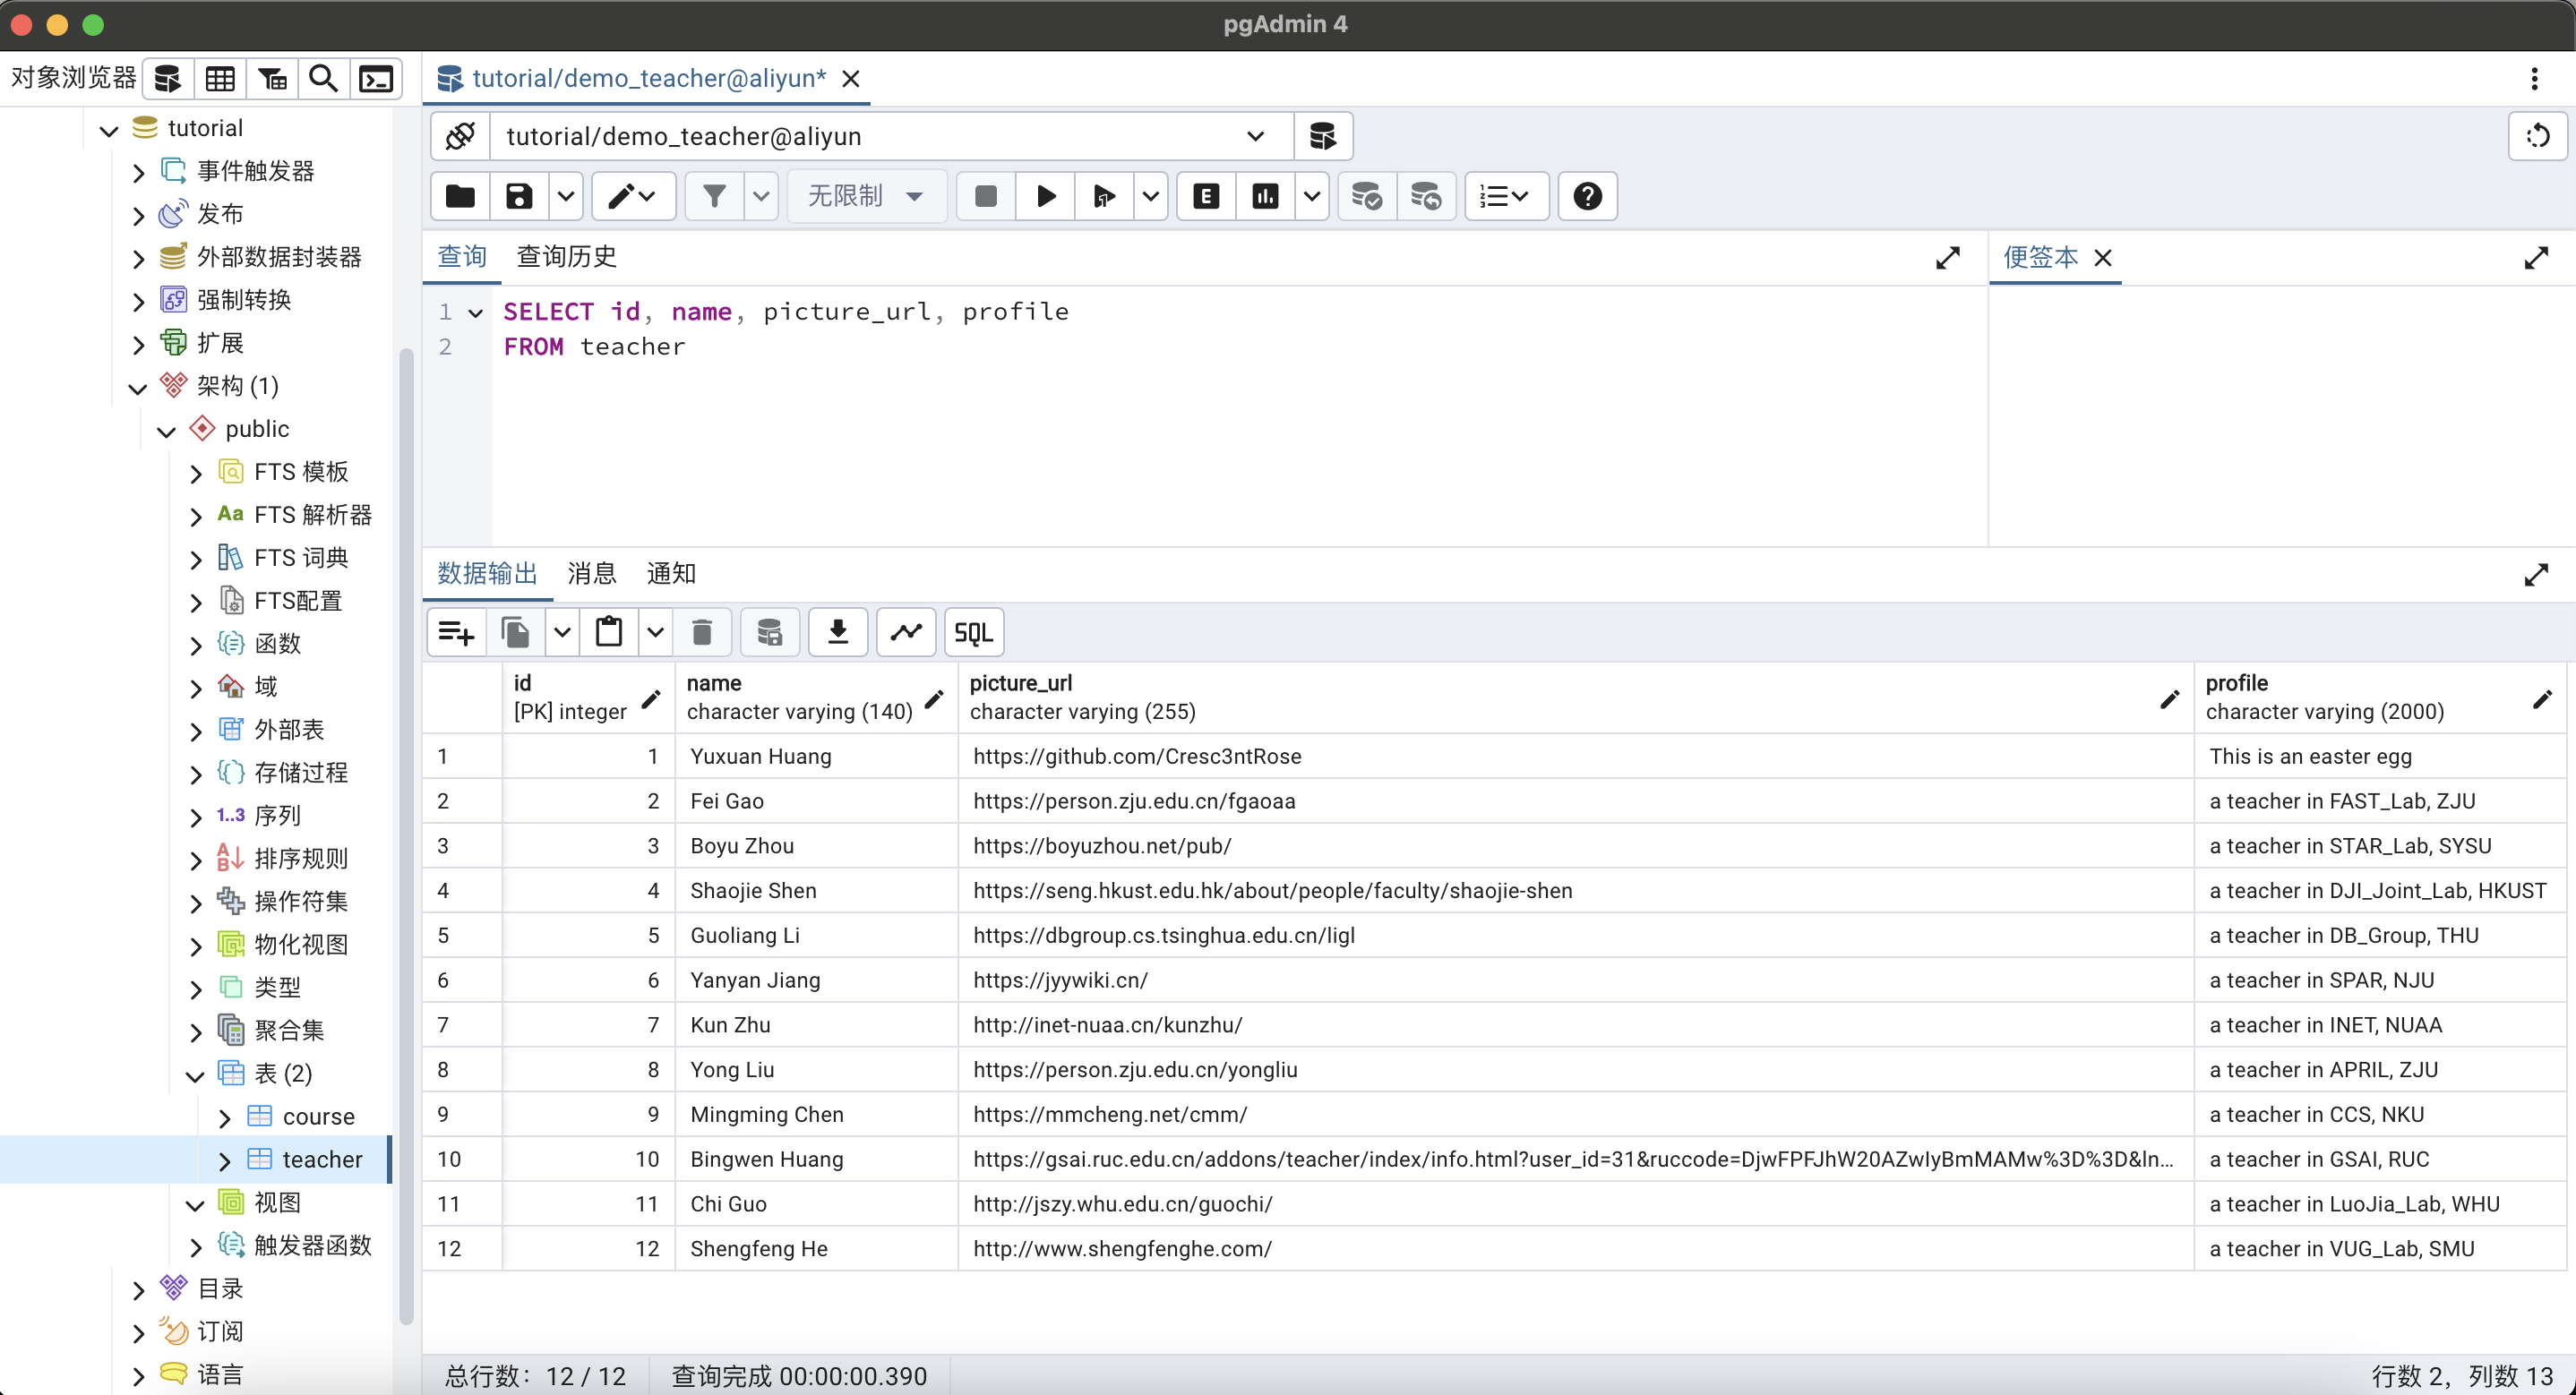 pgAdmin 4
对象浏览器
tutorial/demo_teacher@aliyun*
tutorial/demo_teacher@aliyun
无限制
E
tutorial
事件触发器
发布
外部数据封装器
强制转换
扩展
架构 (1)
public
FTS 模板
Aa FTS 解析器
FTS 词典
FTS配置
函数
域
外部表
存储过程
1..3 序列
排序规则
操作符集
物化视图
类型
聚合集
表 (2)
course
teacher
视图
触发器函数
目录
订阅
语言
查询 查询历史
便签本
1 SELECT id, name, picture_url, profile
2 FROM teacher
数据输出 消息 通知
SQL
id name picture_url profile
[PK] integer character varying (140) character varying (255) character varying (2000)
1 1 Yuxuan Huang https://github.com/Cresc3ntRose This is an easter egg
2 2 Fei Gao https://person.zju.edu.cn/fgaoaa a teacher in FAST_Lab, ZJU
3 3 Boyu Zhou https://boyuzhou.net/pub/ a teacher in STAR_Lab, SYSU
4 4 Shaojie Shen https://seng.hkust.edu.hk/about/people/faculty/shaojie-shen a teacher in DJI_Joint_Lab, HKUST
5 5 Guoliang Li https://dbgroup.cs.tsinghua.edu.cn/ligl a teacher in DB_Group, THU
6 6 Yanyan Jiang https://jyywiki.cn/ a teacher in SPAR, NJU
7 7 Kun Zhu http://inet-nuaa.cn/kunzhu/ a teacher in INET, NUAA
8 8 Yong Liu https://person.zju.edu.cn/yongliu a teacher in APRIL, ZJU
9 9 Mingming Chen https://mmcheng.net/cmm/ a teacher in CCS, NKU
10 10 Bingwen Huang https://gsai.ruc.edu.cn/addons/teacher/index/info.html?user_id=31&ruccode=DjwFPFJhW20AZwIyBmMAMw%3D%3D&ln... a teacher in GSAI, RUC
11 11 Chi Guo http://jszy.whu.edu.cn/guochi/ a teacher in LuoJia_Lab, WHU
12 12 Shengfeng He http://www.shengfenghe.com/ a teacher in VUG_Lab, SMU
总行数：12 / 12 查询完成 00:00:00.390 行数 2，列数 13